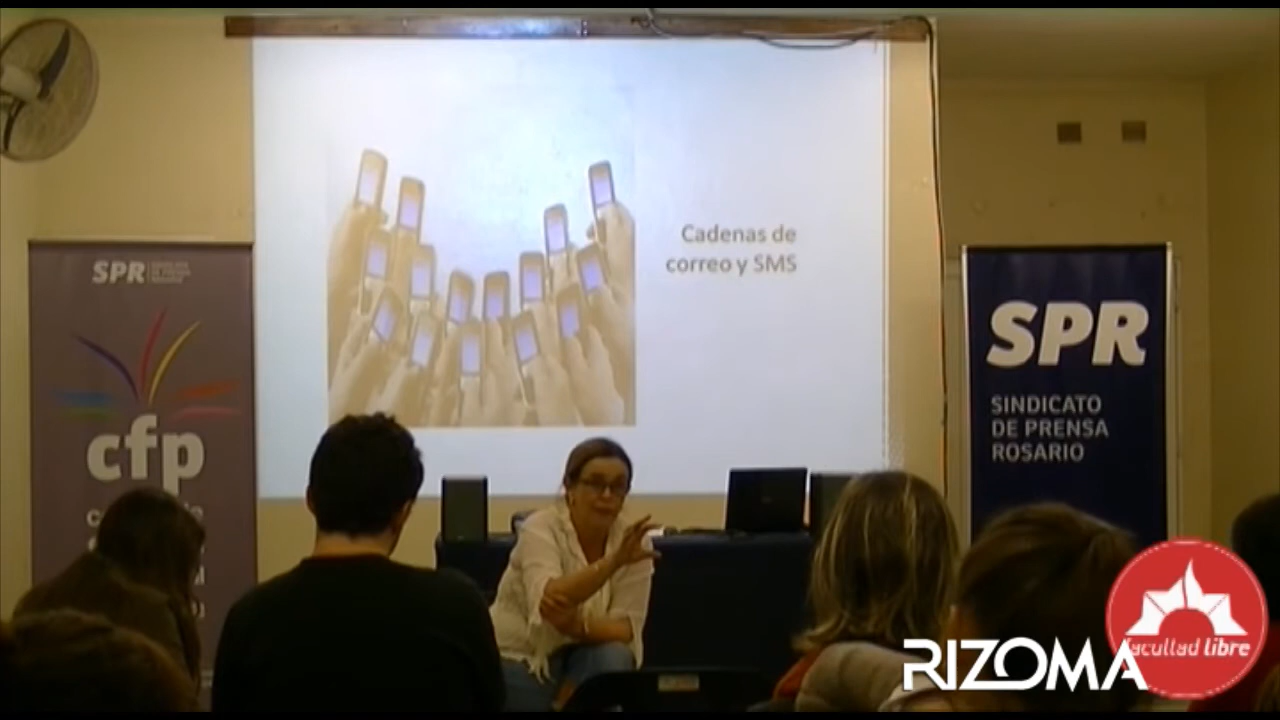 Cadenas de
correo y SMS
SPR
cfp
SPR
SINDICATO
DE PRENSA
ROSARIO
RIZOMA
facultad libre